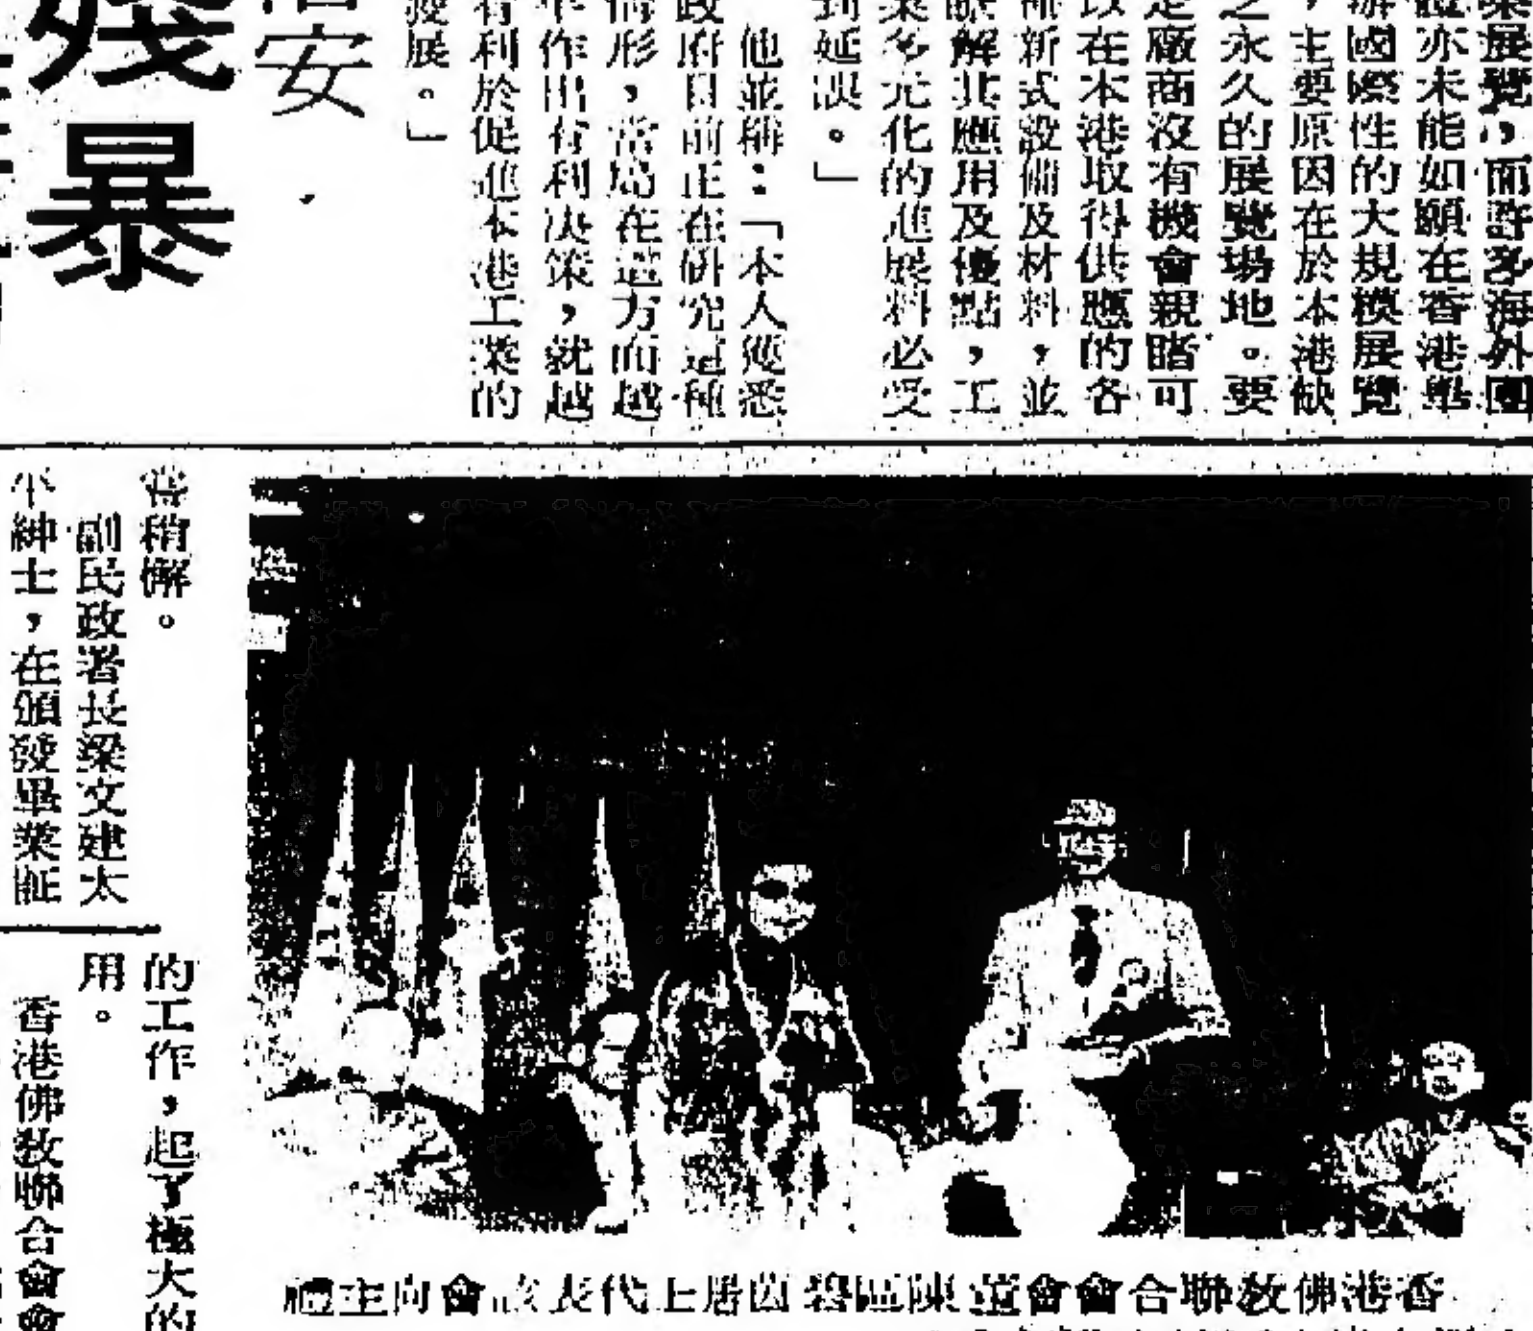 業展覽,而許多海外團
體亦未能如願在香港舉
辦國際性的大規模展覽
,主要原因在於本港缺
之永久的展覽場地。要
是廠商沒有機會親睹可
以在本港取得供應的各
種新式設備及材料,並
瞭解其應用及優點,工
業多元化的進展料必受
到延誤。」
他並稱:「本人獲悉
政府目前正在研究這種
情形,當局在這方面越
早作出有利決策,就越
有利於促進本港工業的
發展。」
安
殘暴
當稍懈。
副民政署長梁文建太
平紳士,在頒發畢業証
的工作,起了極大的
用。
香港佛教聯合會會
香港佛教聯合會會董陳區碧茵居士代表該會向主禮